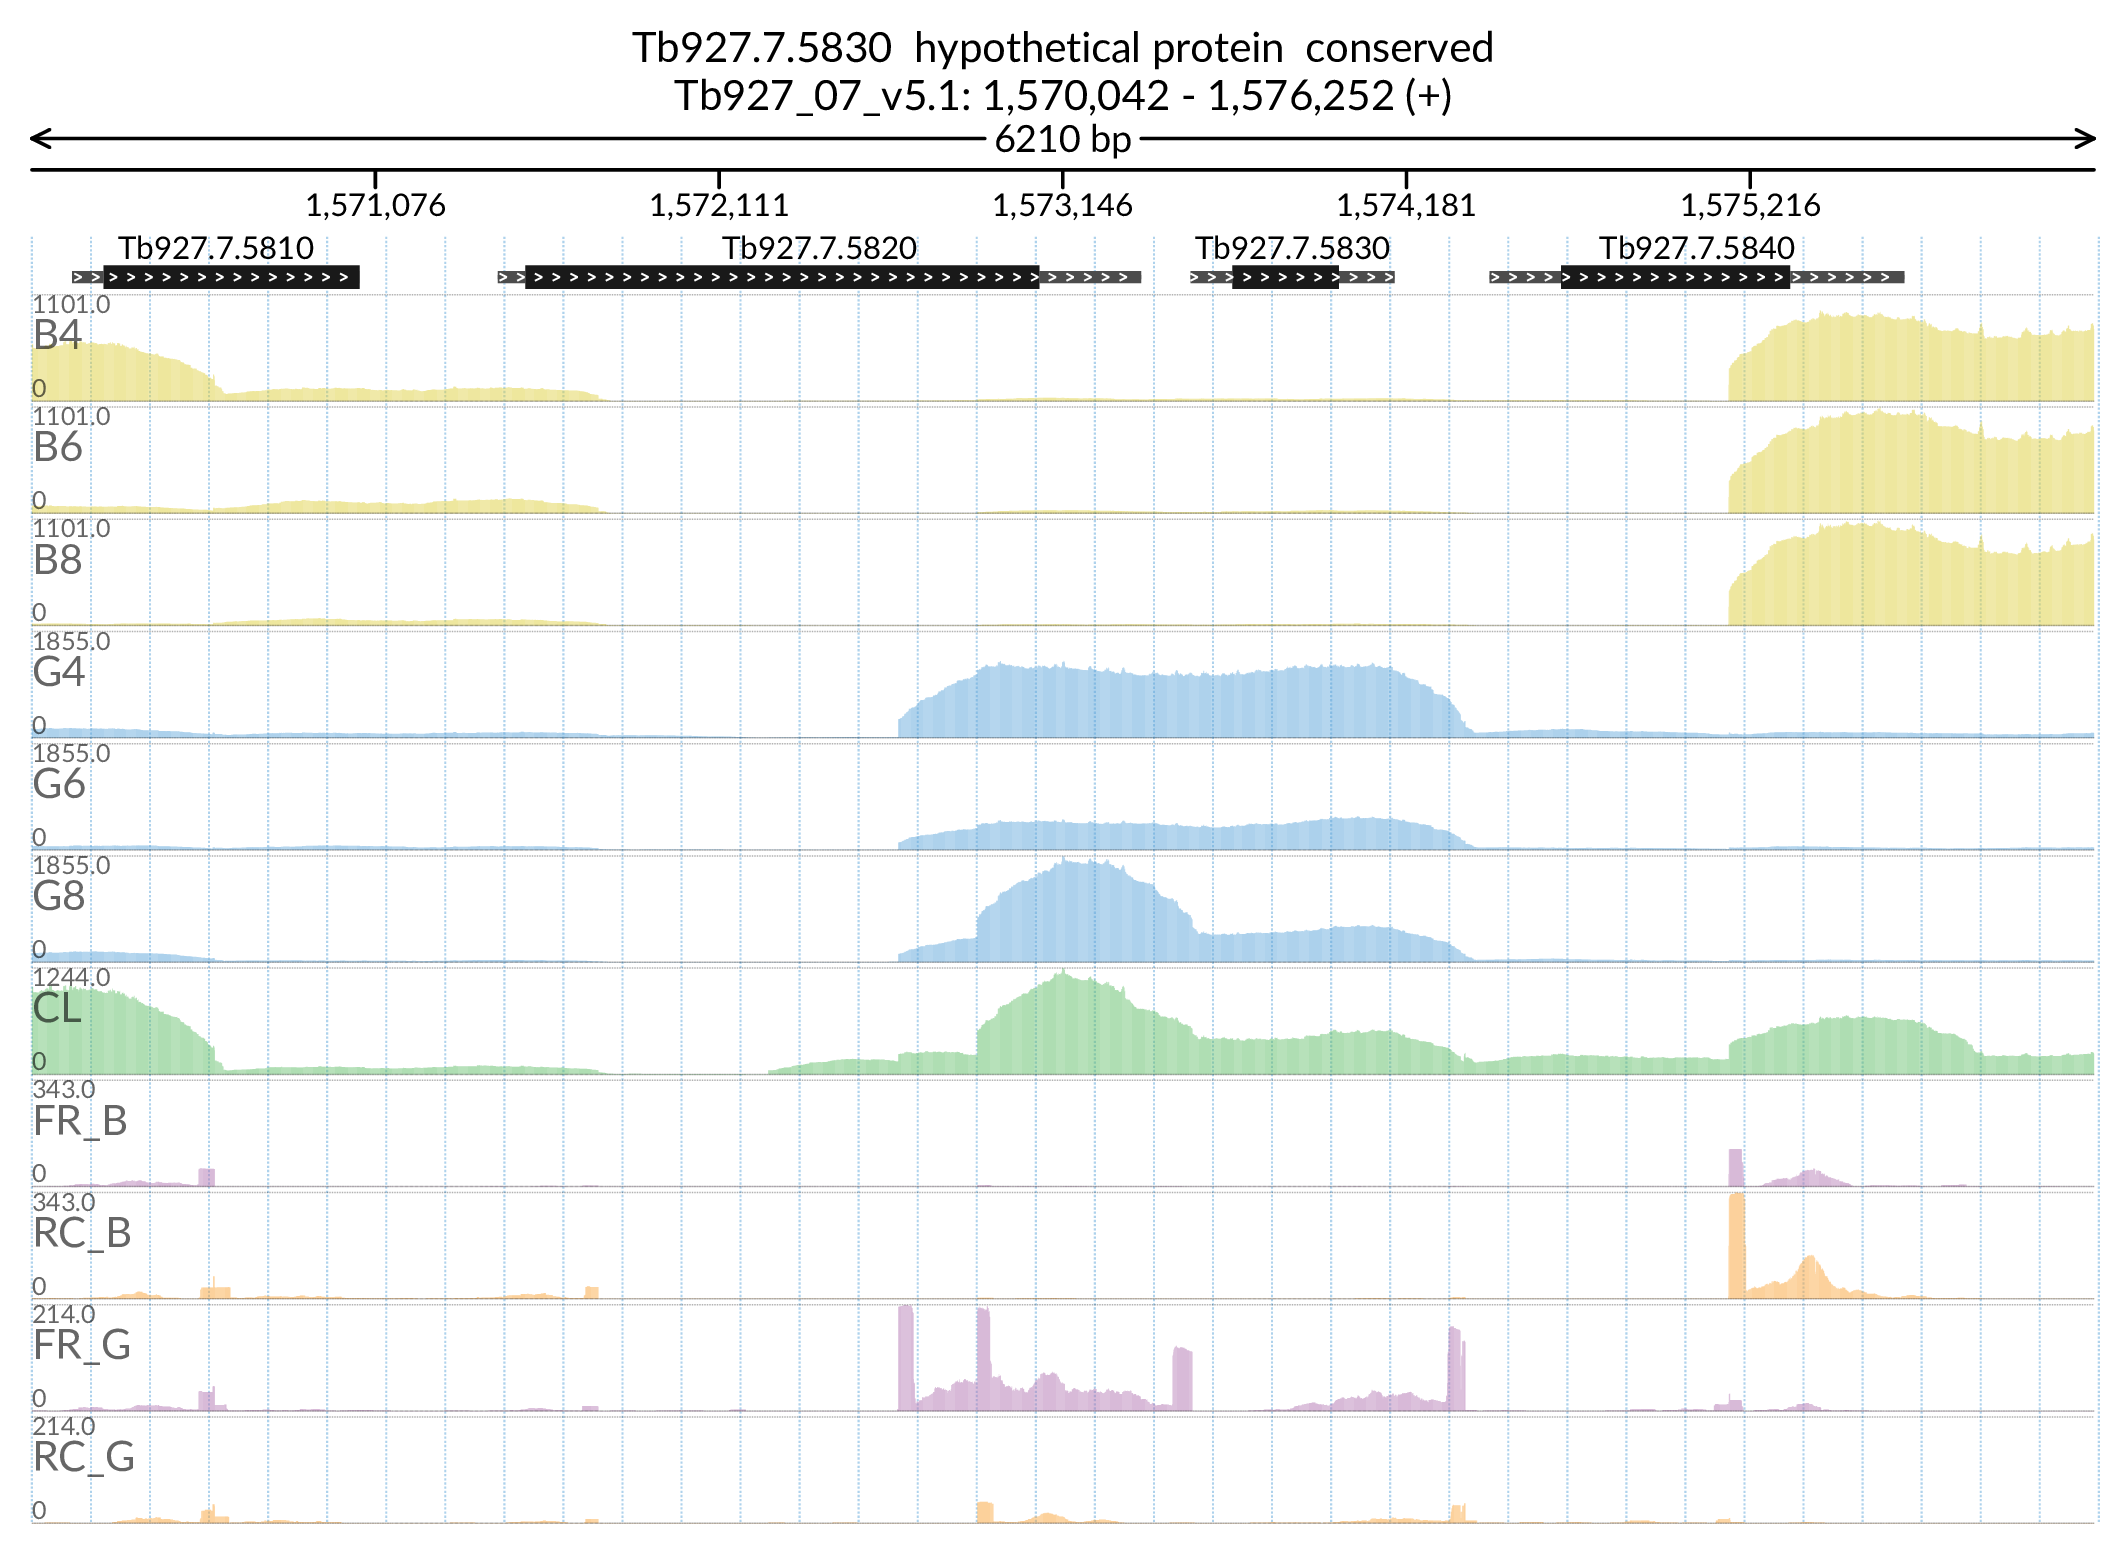 Tb927.7.5830  hypothetical protein  conserved
Tb927_07_v5.1: 1,570,042 - 1,576,252 (+)
6210 bp
1,571,076 1,572,111 1,573,146 1,574,181 1,575,216
Tb927.7.5810 Tb927.7.5820 Tb927.7.5830 Tb927.7.5840
1101.0
B4
0
1101.0
B6
0
1101.0
B8
0
1855.0
G4
0
1855.0
G6
0
1855.0
G8
0
1244.0
CL
0
343.0
FR_B
0
343.0
RC_B
0
214.0
FR_G
0
214.0
RC_G
0